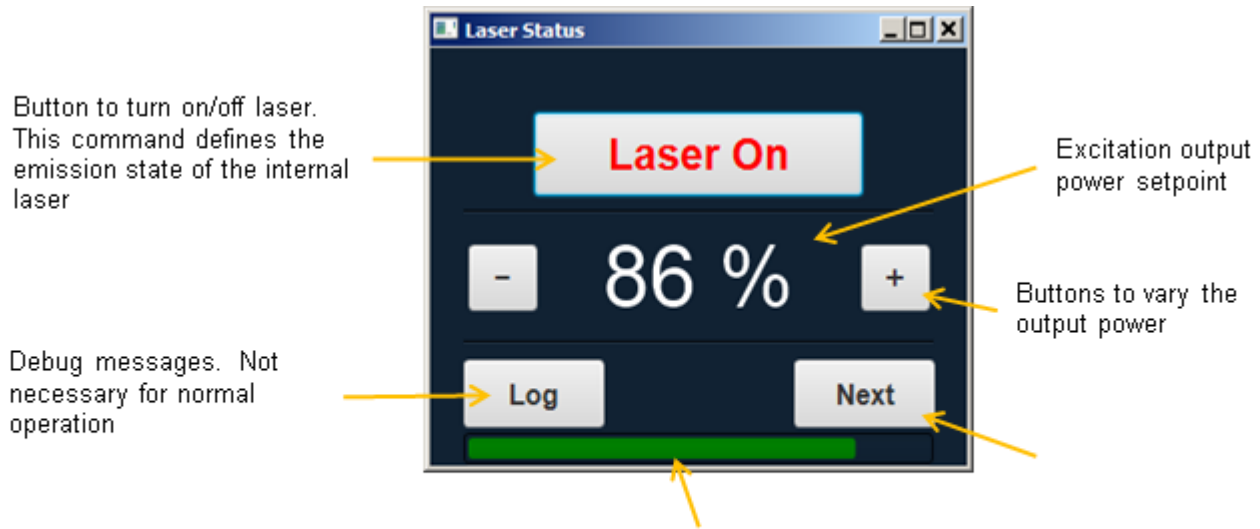 Laser Status
Button to turn on/off laser.
This command defines the
emission state of the internal
laser
Laser On
Excitation output
power setpoint
-
86 %
+
Buttons to vary the
output power
Debug messages. Not
necessary for normal
operation
Log
Next